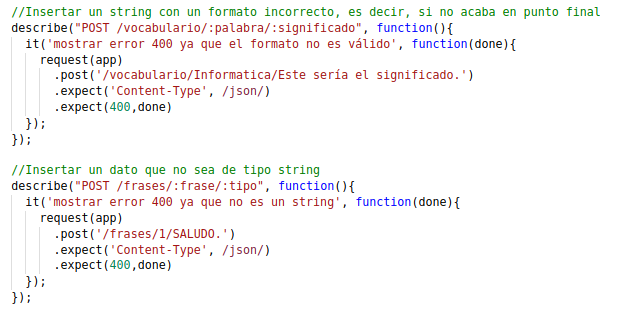 //Insertar un string con un formato incorrecto, es decir, si no acaba en punto final
describe("POST /vocabulario/:palabra/:significado", function(){
  it('mostrar error 400 ya que el formato no es válido', function(done){
    request(app)
      .post('/vocabulario/Informatica/Este sería el significado.')
      .expect('Content-Type', /json/)
      .expect(400,done)
  });
});

//Insertar un dato que no sea de tipo string
describe("POST /frases/:frase/:tipo", function(){
  it('mostrar error 400 ya que no es un string', function(done){
    request(app)
      .post('/frases/1/SALUDO.')
      .expect('Content-Type', /json/)
      .expect(400,done)
  });
});